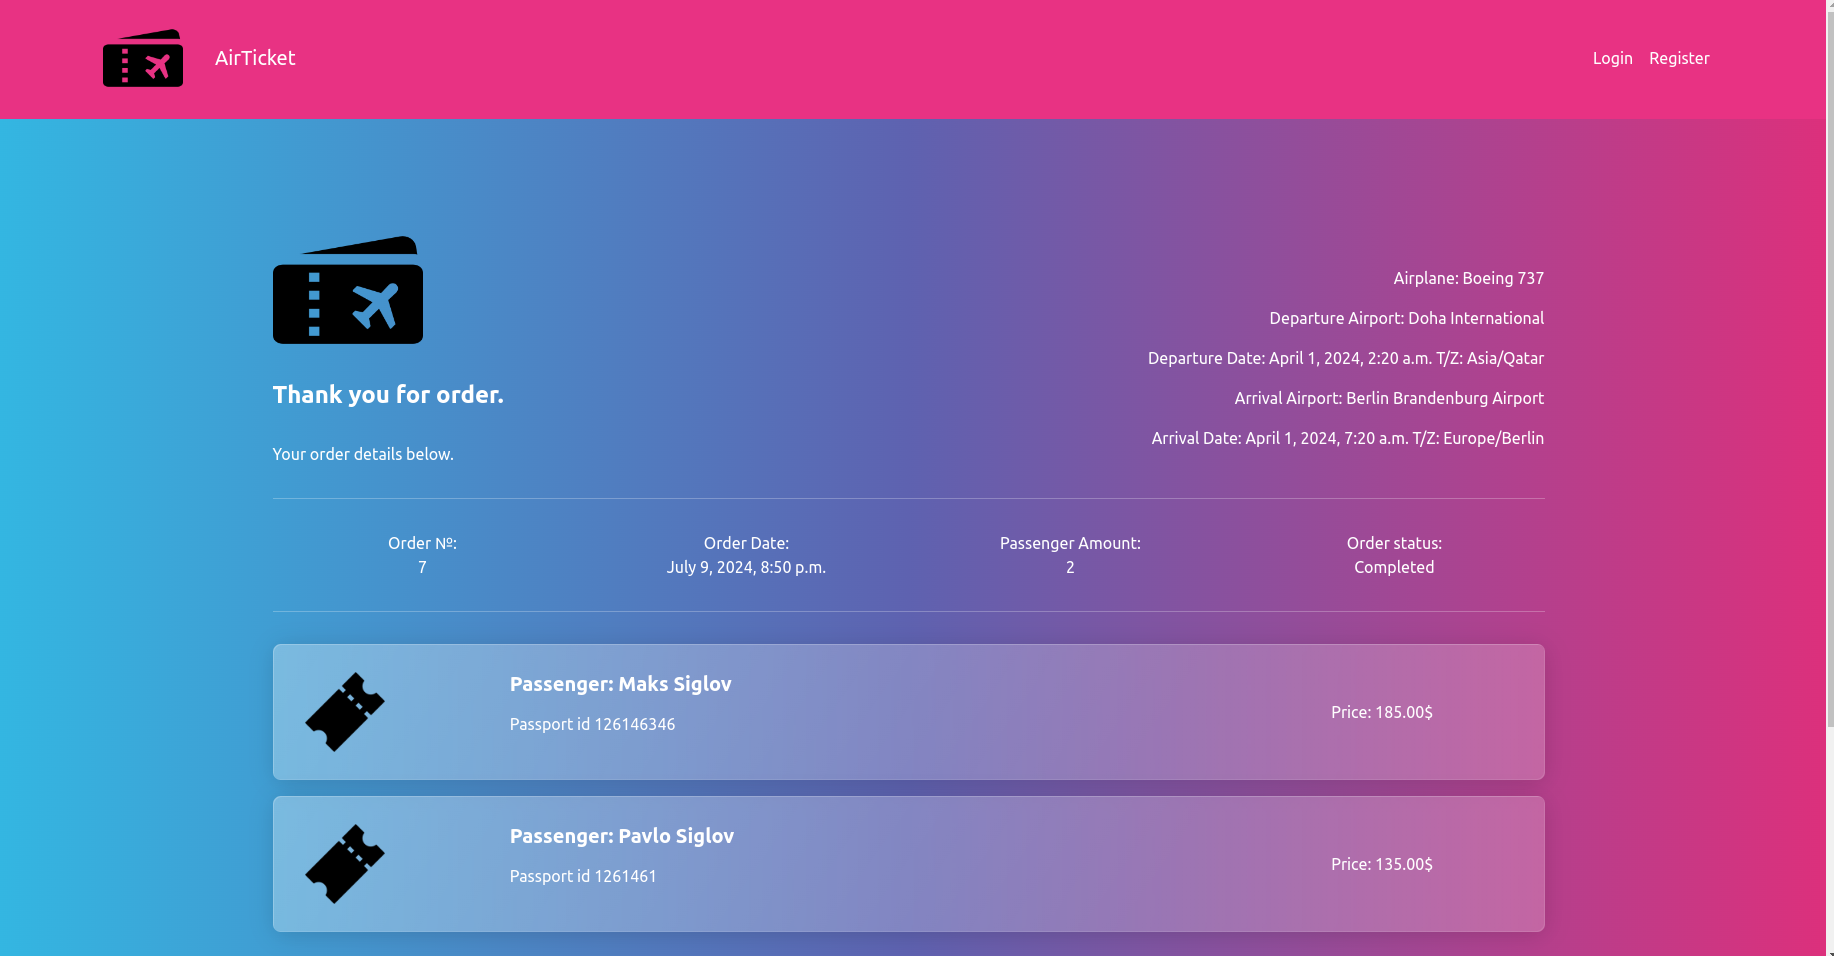 AirTicket
Login Register
Thank you for order.
Your order details below.
Airplane: Boeing 737
Departure Airport: Doha International
Departure Date: April 1, 2024, 2:20 a.m. T/Z: Asia/Qatar
Arrival Airport: Berlin Brandenburg Airport
Arrival Date: April 1, 2024, 7:20 a.m. T/Z: Europe/Berlin
Order №:
7
Order Date:
July 9, 2024, 8:50 p.m.
Passenger Amount:
2
Order status:
Completed
Passenger: Maks Siglov
Passport id 126146346
Price: 185.00$
Passenger: Pavlo Siglov
Passport id 1261461
Price: 135.00$